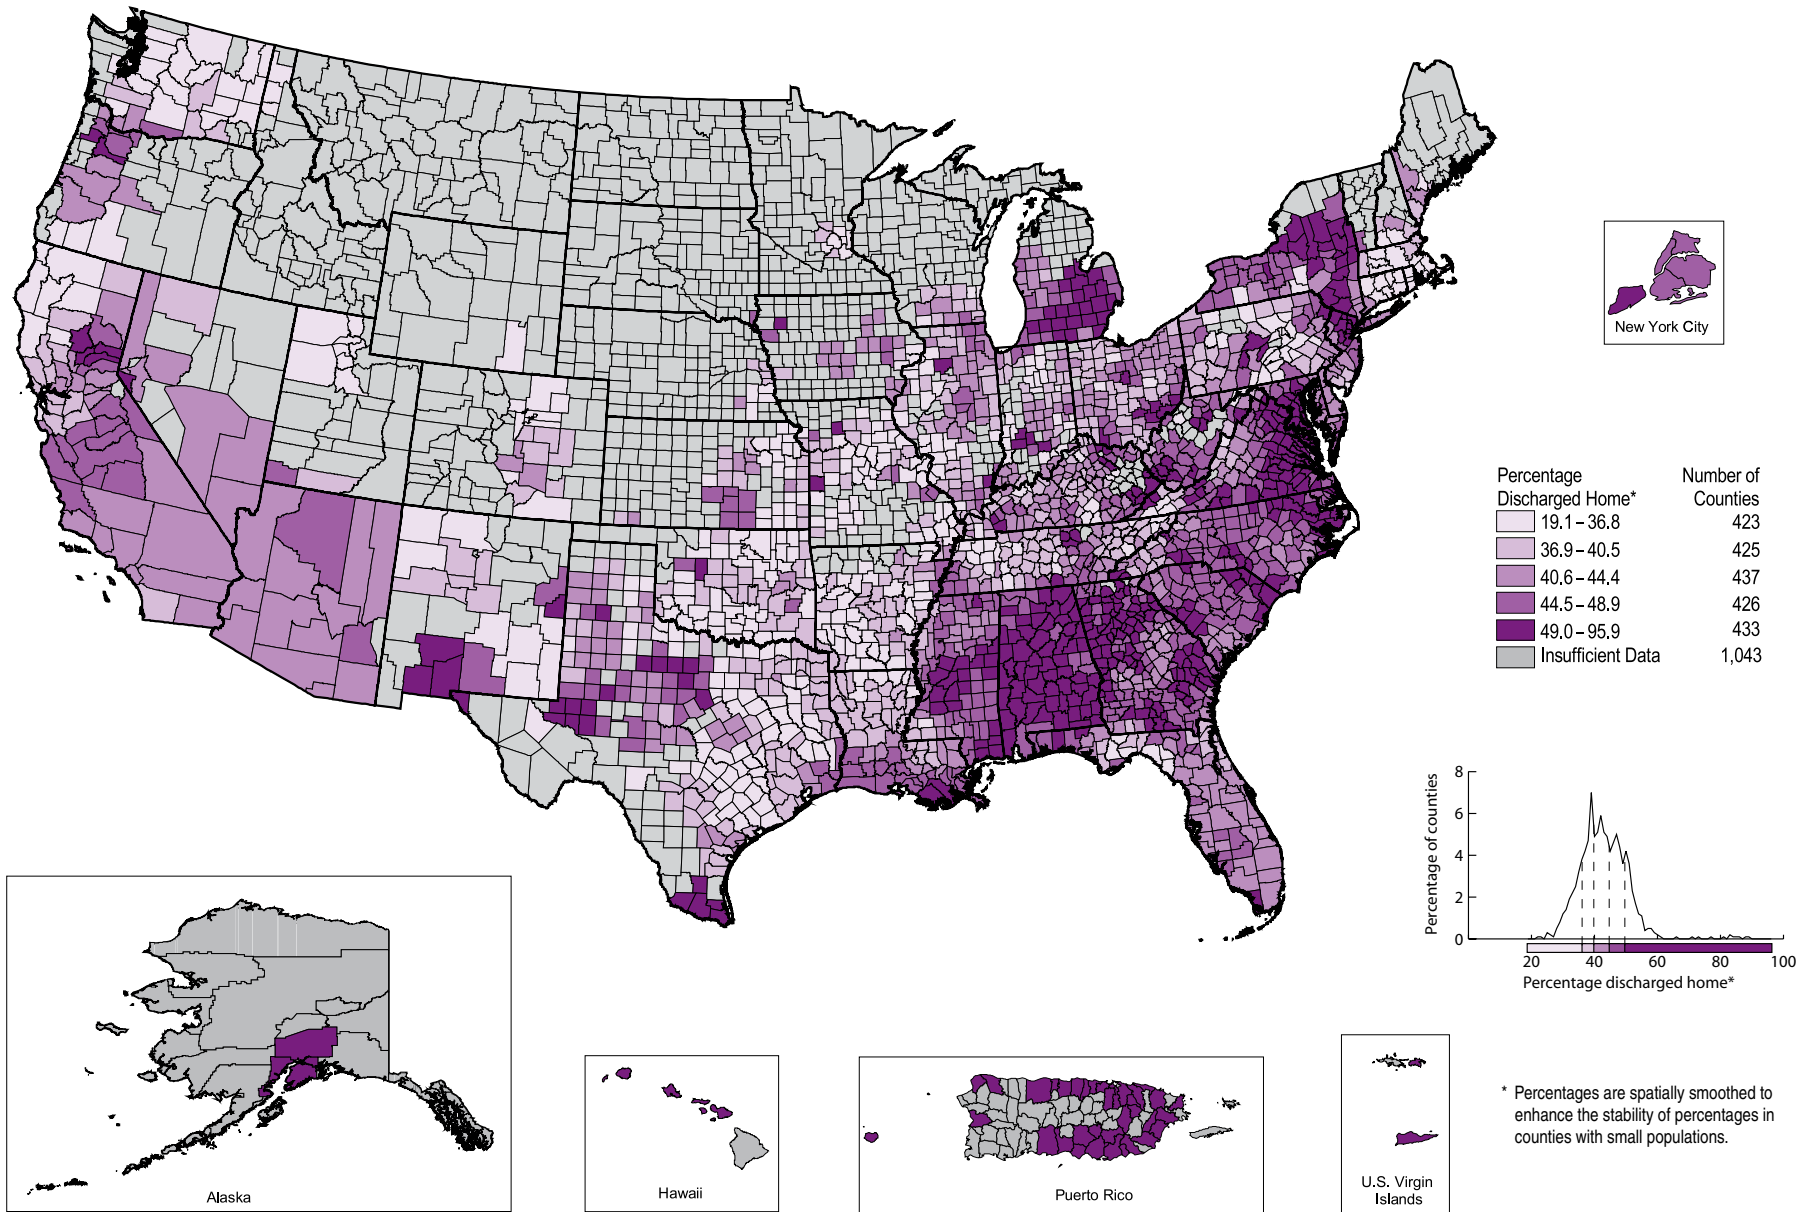 New York City
Percentage Number of
Discharged Home* Counties
19.1 – 36.8 423
36.9 – 40.5 425
40.6 – 44.4 437
44.5 – 48.9 426
49.0 – 95.9 433
Insufficient Data 1,043
Percentage of counties
8
6
4
2
0
20 40 60 80 100
Percentage discharged home*
* Percentages are spatially smoothed to
enhance the stability of percentages in
counties with small populations.
Alaska
Hawaii
Puerto Rico
U.S. Virgin
Islands